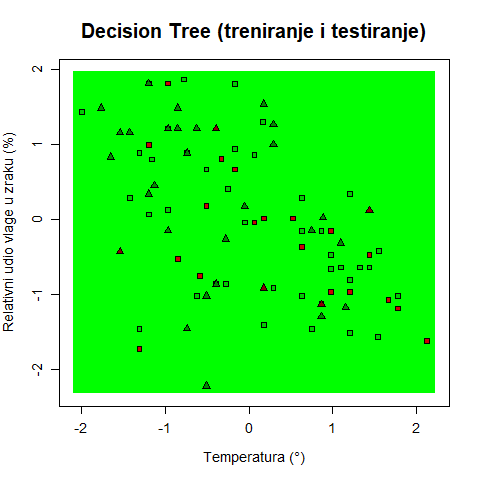 Decision Tree (treniranje i testiranje)
Relativni udio vlage u zraku (%)
2
1
0
-1
-2
-2 -1 0 1 2
Temperatura (°)